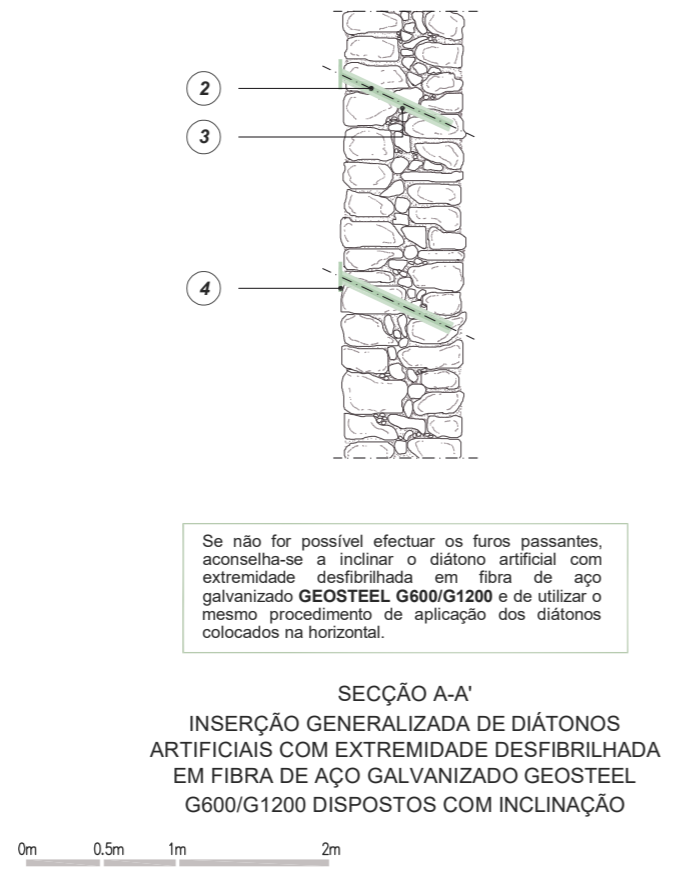 2
3
4
Se não for possível efectuar os furos passantes,
aconselha-se a inclinar o diátono artificial com
extremidade desfibrilhada em fibra de aço
galvanizado GEOSTEEL G600/G1200 e de utilizar o
mesmo procedimento de aplicação dos diátonos
colocados na horizontal.
SECÇÃO A-A'
INSERÇÃO GENERALIZADA DE DIÁTONOS
ARTIFICIAIS COM EXTREMIDADE DESFIBRILHADA
EM FIBRA DE AÇO GALVANIZADO GEOSTEEL
G600/G1200 DISPOSTOS COM INCLINAÇÃO
0m 0.5m 1m 2m